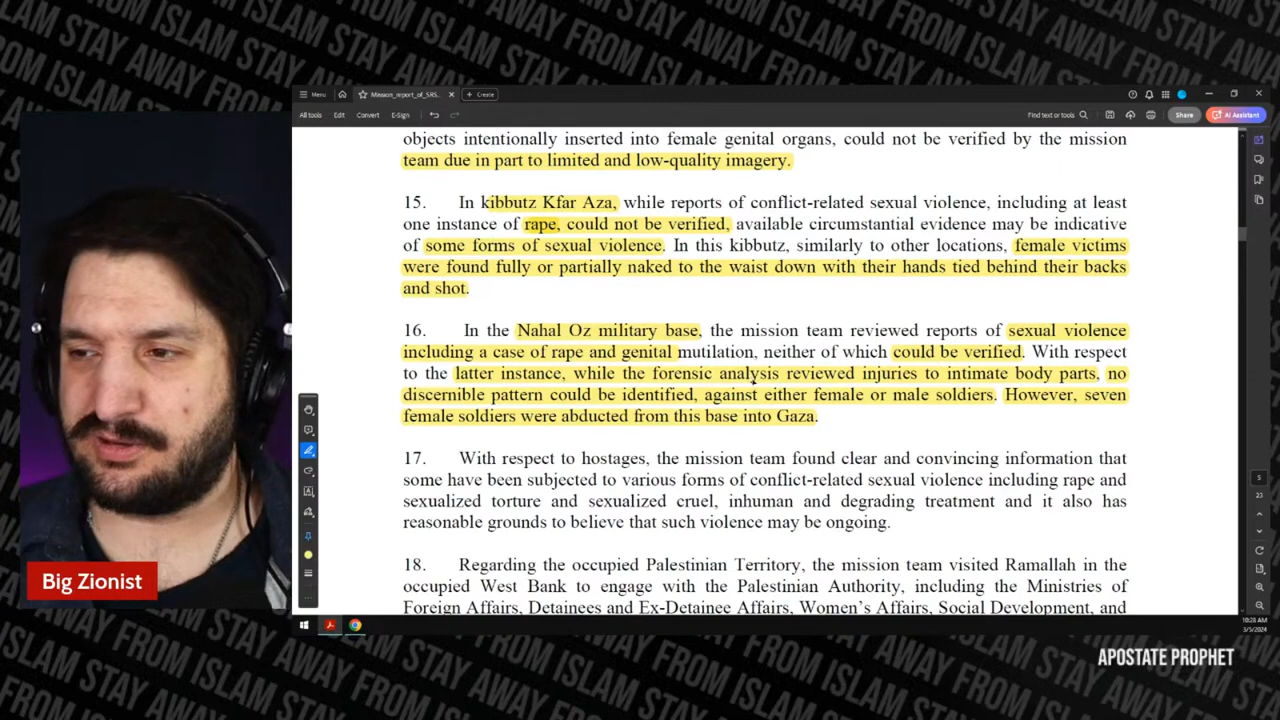 STAY AWAY FROM ISLAM STAY AWAY FROM ISLAM
Menu
Mission_report_of_SRS...
Create
All tools
Edit
Convert
E-Sign
Find text or tools
Share
AI Assistant
objects intentionally inserted into female genital organs, could not be verified by the mission
team due in part to limited and low-quality imagery.
15. In kibbutz Kfar Aza, while reports of conflict-related sexual violence, including at least
one instance of rape, could not be verified, available circumstantial evidence may be indicative
of some forms of sexual violence. In this kibbutz, similarly to other locations, female victims
were found fully or partially naked to the waist down with their hands tied behind their backs
and shot.
16. In the Nahal Oz military base, the mission team reviewed reports of sexual violence
including a case of rape and genital mutilation, neither of which could be verified. With respect
to the latter instance, while the forensic analysis reviewed injuries to intimate body parts, no
discernible pattern could be identified, against either female or male soldiers. However, seven
female soldiers were abducted from this base into Gaza.
17. With respect to hostages, the mission team found clear and convincing information that
some have been subjected to various forms of conflict-related sexual violence including rape and
sexualized torture and sexualized cruel, inhuman and degrading treatment and it also has
reasonable grounds to believe that such violence may be ongoing.
18. Regarding the occupied Palestinian Territory, the mission team visited Ramallah in the
occupied West Bank to engage with the Palestinian Authority, including the Ministries of
Foreign Affairs, Detainees and Ex-Detainee Affairs, Women's Affairs, Social Development, and
5
23
10:28 AM
3/5/2024
Big Zionist
APOSTATE PROPHET